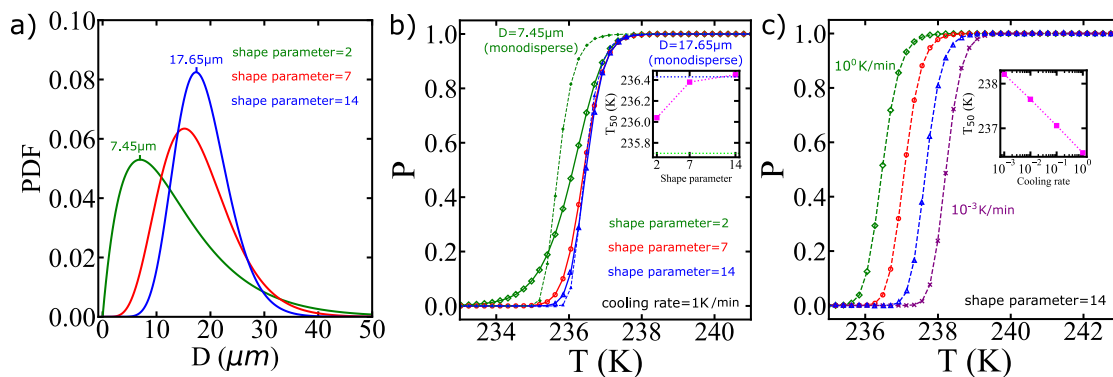 a)
0.10
0.08
0.06
0.04
0.02
0.00
PDF
17.65μm
7.45μm
shape parameter=2
shape parameter=7
shape parameter=14
0
10
20
30
40
50
D (μm)
b)
1.0
0.8
0.6
0.4
0.2
0.0
P
D=7.45μm
(monodisperse)
D=17.65μm
(monodisperse)
236.4
236.2
236.0
235.8
T50 (K)
2
7
14
Shape parameter
shape parameter=2
shape parameter=7
shape parameter=14
cooling rate=1K/min
234
236
238
240
T (K)
c)
1.0
0.8
0.6
0.4
0.2
0.0
P
10⁰K/min
10⁻³K/min
238
237
T50 (K)
10⁻³
10⁻²
10⁻¹
10⁰
Cooling rate
shape parameter=14
236
238
240
242
T (K)